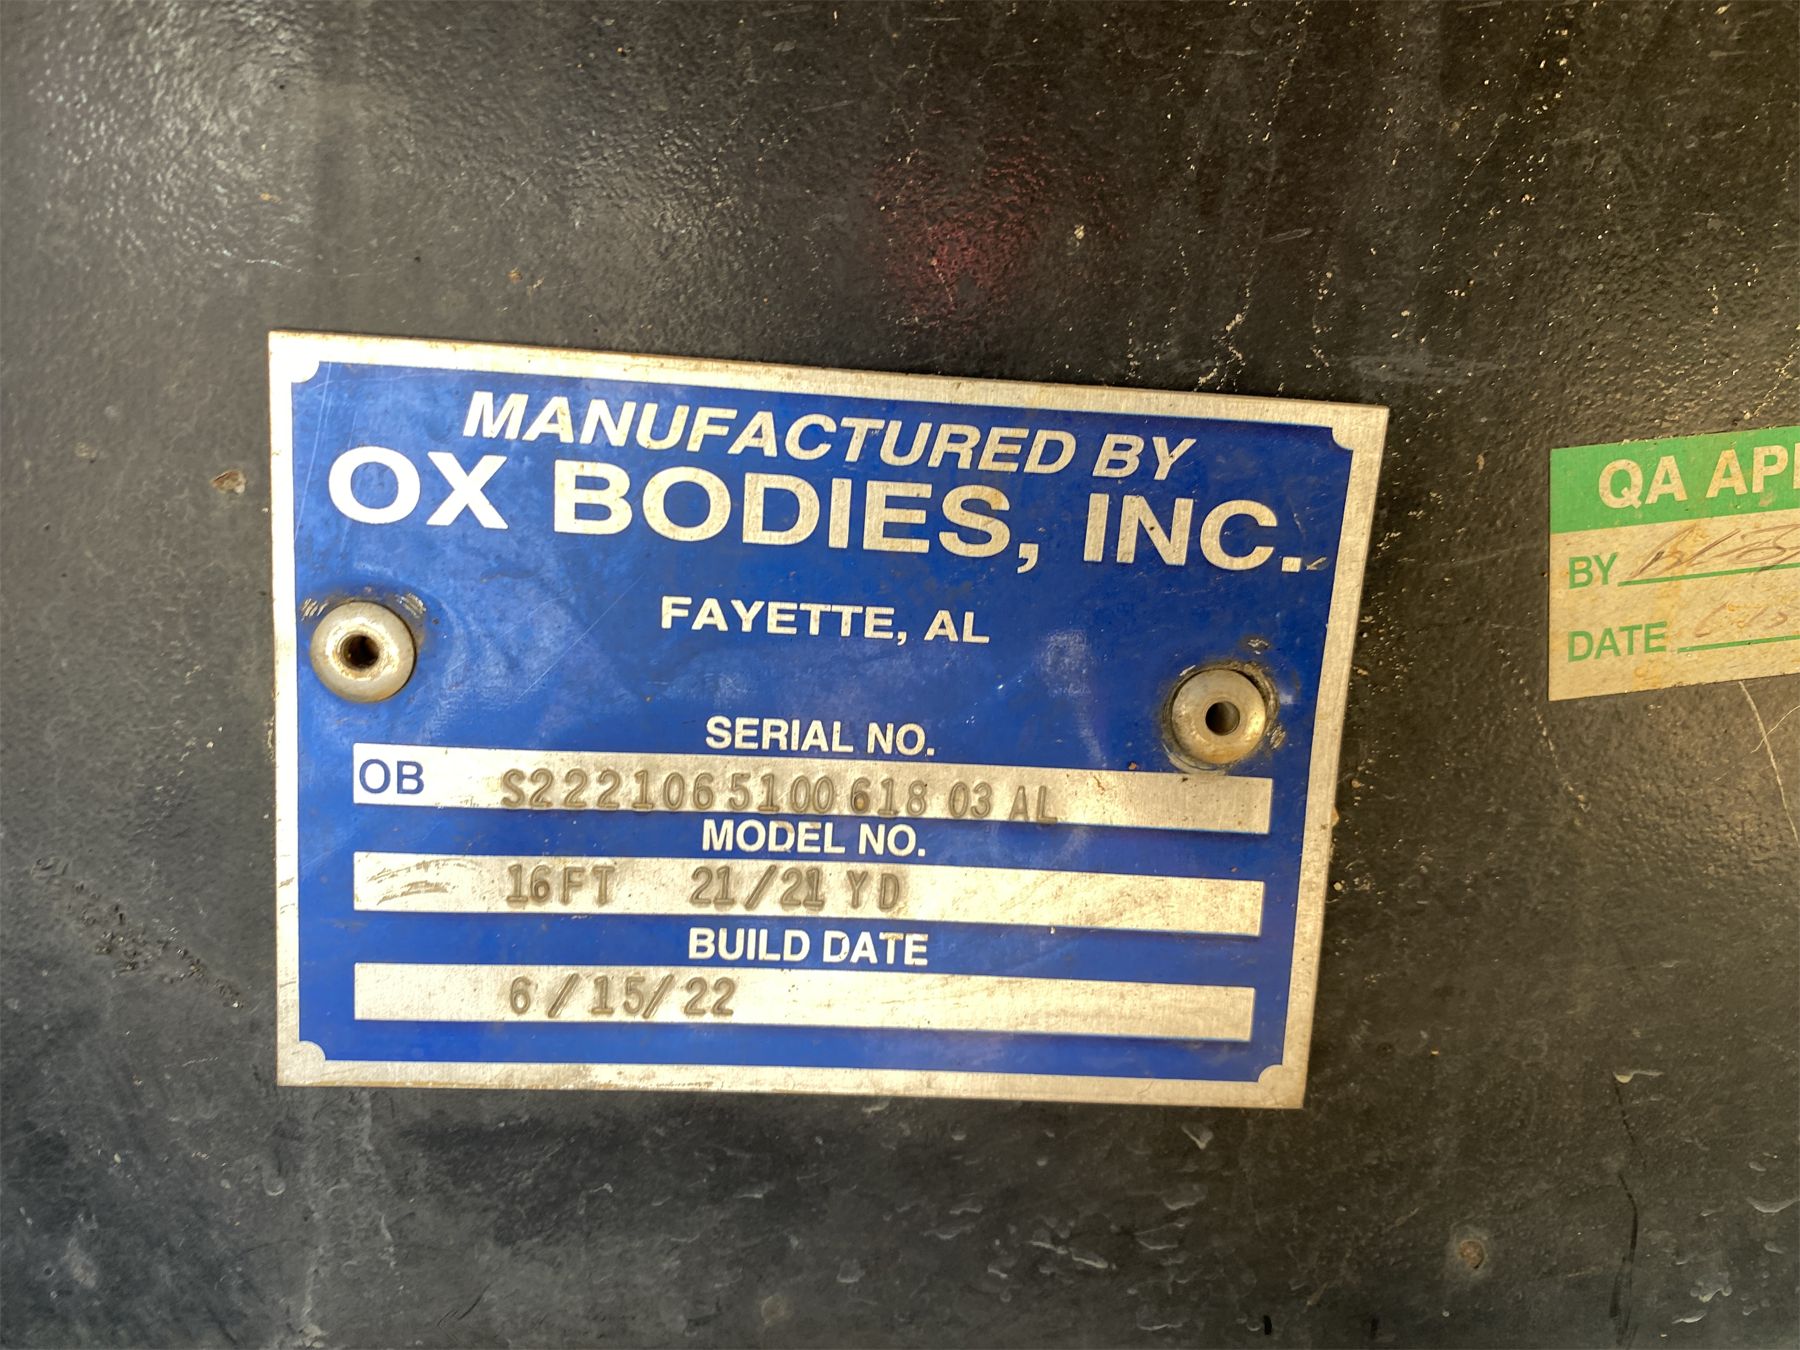 MANUFACTURED BY
OX BODIES, INC.
FAYETTE, AL
SERIAL NO.
OB S2221065100618 03 AL
MODEL NO.
16FT 21/21 YD
BUILD DATE
6/15/22
QA
BY
DATE